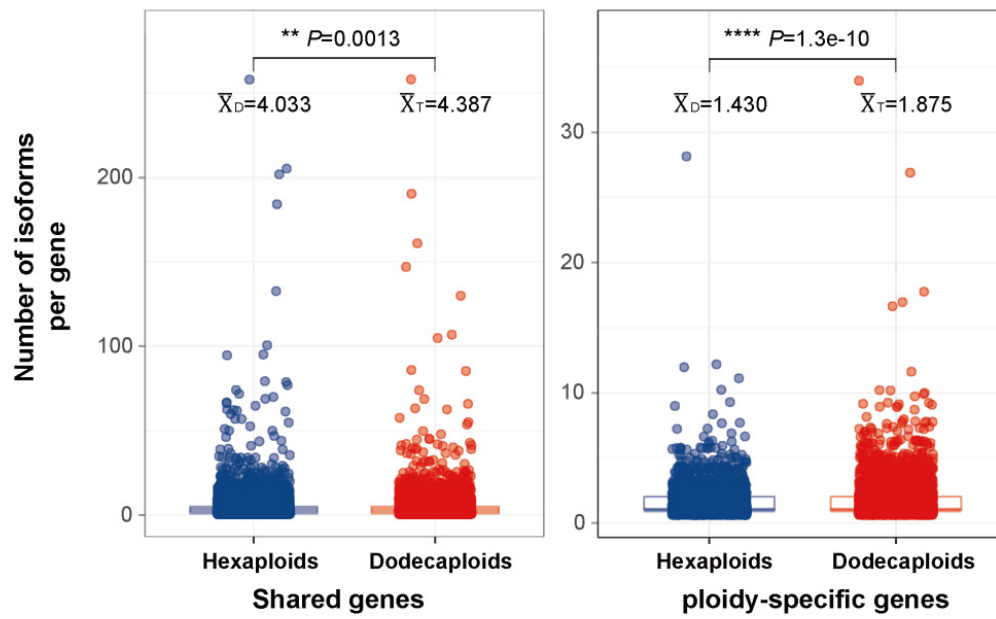 Number of isoforms
per gene
** P=0.0013
X̅D=4.033
X̅T=4.387
200
100
0
Hexaploids
Dodecaploids
Shared genes
**** P=1.3e-10
X̅D=1.430
X̅T=1.875
30
20
10
0
Hexaploids
Dodecaploids
ploidy-specific genes